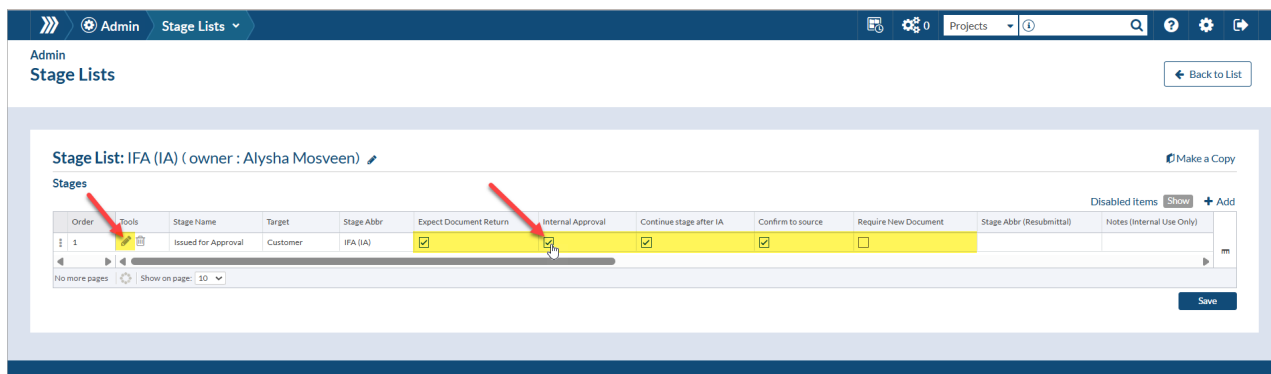 Admin Stage Lists 0 Projects
Admin
Stage Lists
Back to List
Stage List: IFA (IA) ( owner : Alysha Mosveen)
Make a Copy
Stages
Disabled items Show + Add
Order Tools Stage Name Target Stage Abbr Expect Document Return Internal Approval Continue stage after IA Confirm to source Require New Document Stage Abbr (Resubmittal) Notes (Internal Use Only)
1 Issued for Approval Customer IFA (IA)
No more pages Show on page: 10
Save